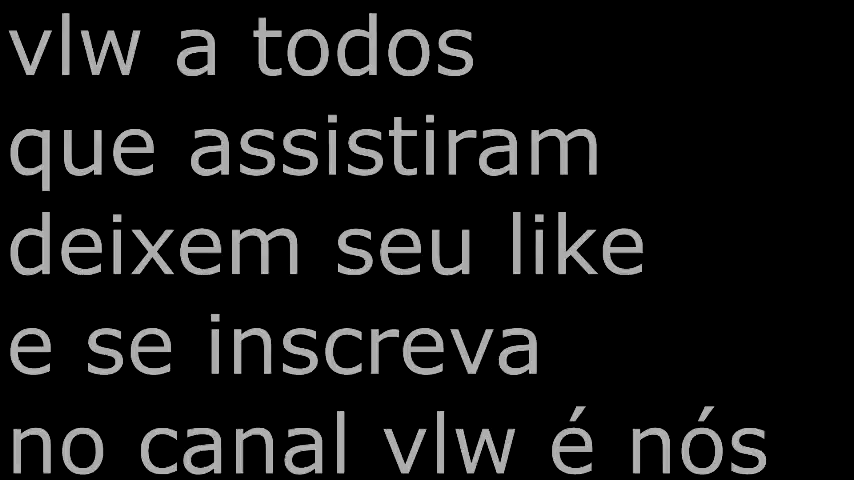 vlw a todos
que assistiram
deixem seu like
e se inscreva
no canal vlw é nós